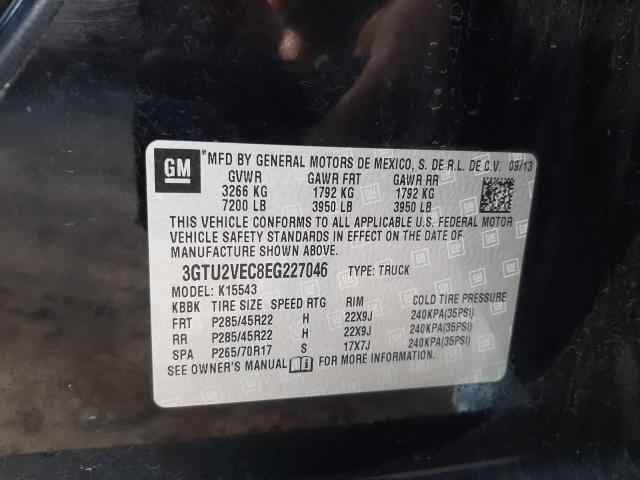 GM "MFD BY GENERAL MOTORS DE MEXICO, S. DE R.L. DE C.V. 09/13
GVWR GAWR FRT GAWR RR
3266 KG 1792 KG 1792 KG
7200 LB 3950 LB 3950 LB
THIS VEHICLE CONFORMS TO ALL APPLICABLE U.S. FEDERAL MOTOR
VEHICLE SAFETY STANDARDS IN EFFECT ON THE DATE OF
MANUFACTURE SHOWN ABOVE.
3GTU2VEC8EG227046 TYPE: TRUCK
MODEL: K15543
KBBK TIRE SIZE SPEED RTG RIM COLD TIRE PRESSURE
FRT P285/45R22 H 22X9J 240KPA(35PSI)
RR P285/45R22 H 22X9J 240KPA(35PSI)
SPA P265/70R17 S 17X7J 240KPA(35PSI)
SEE OWNER'S MANUAL FOR MORE INFORMATION.